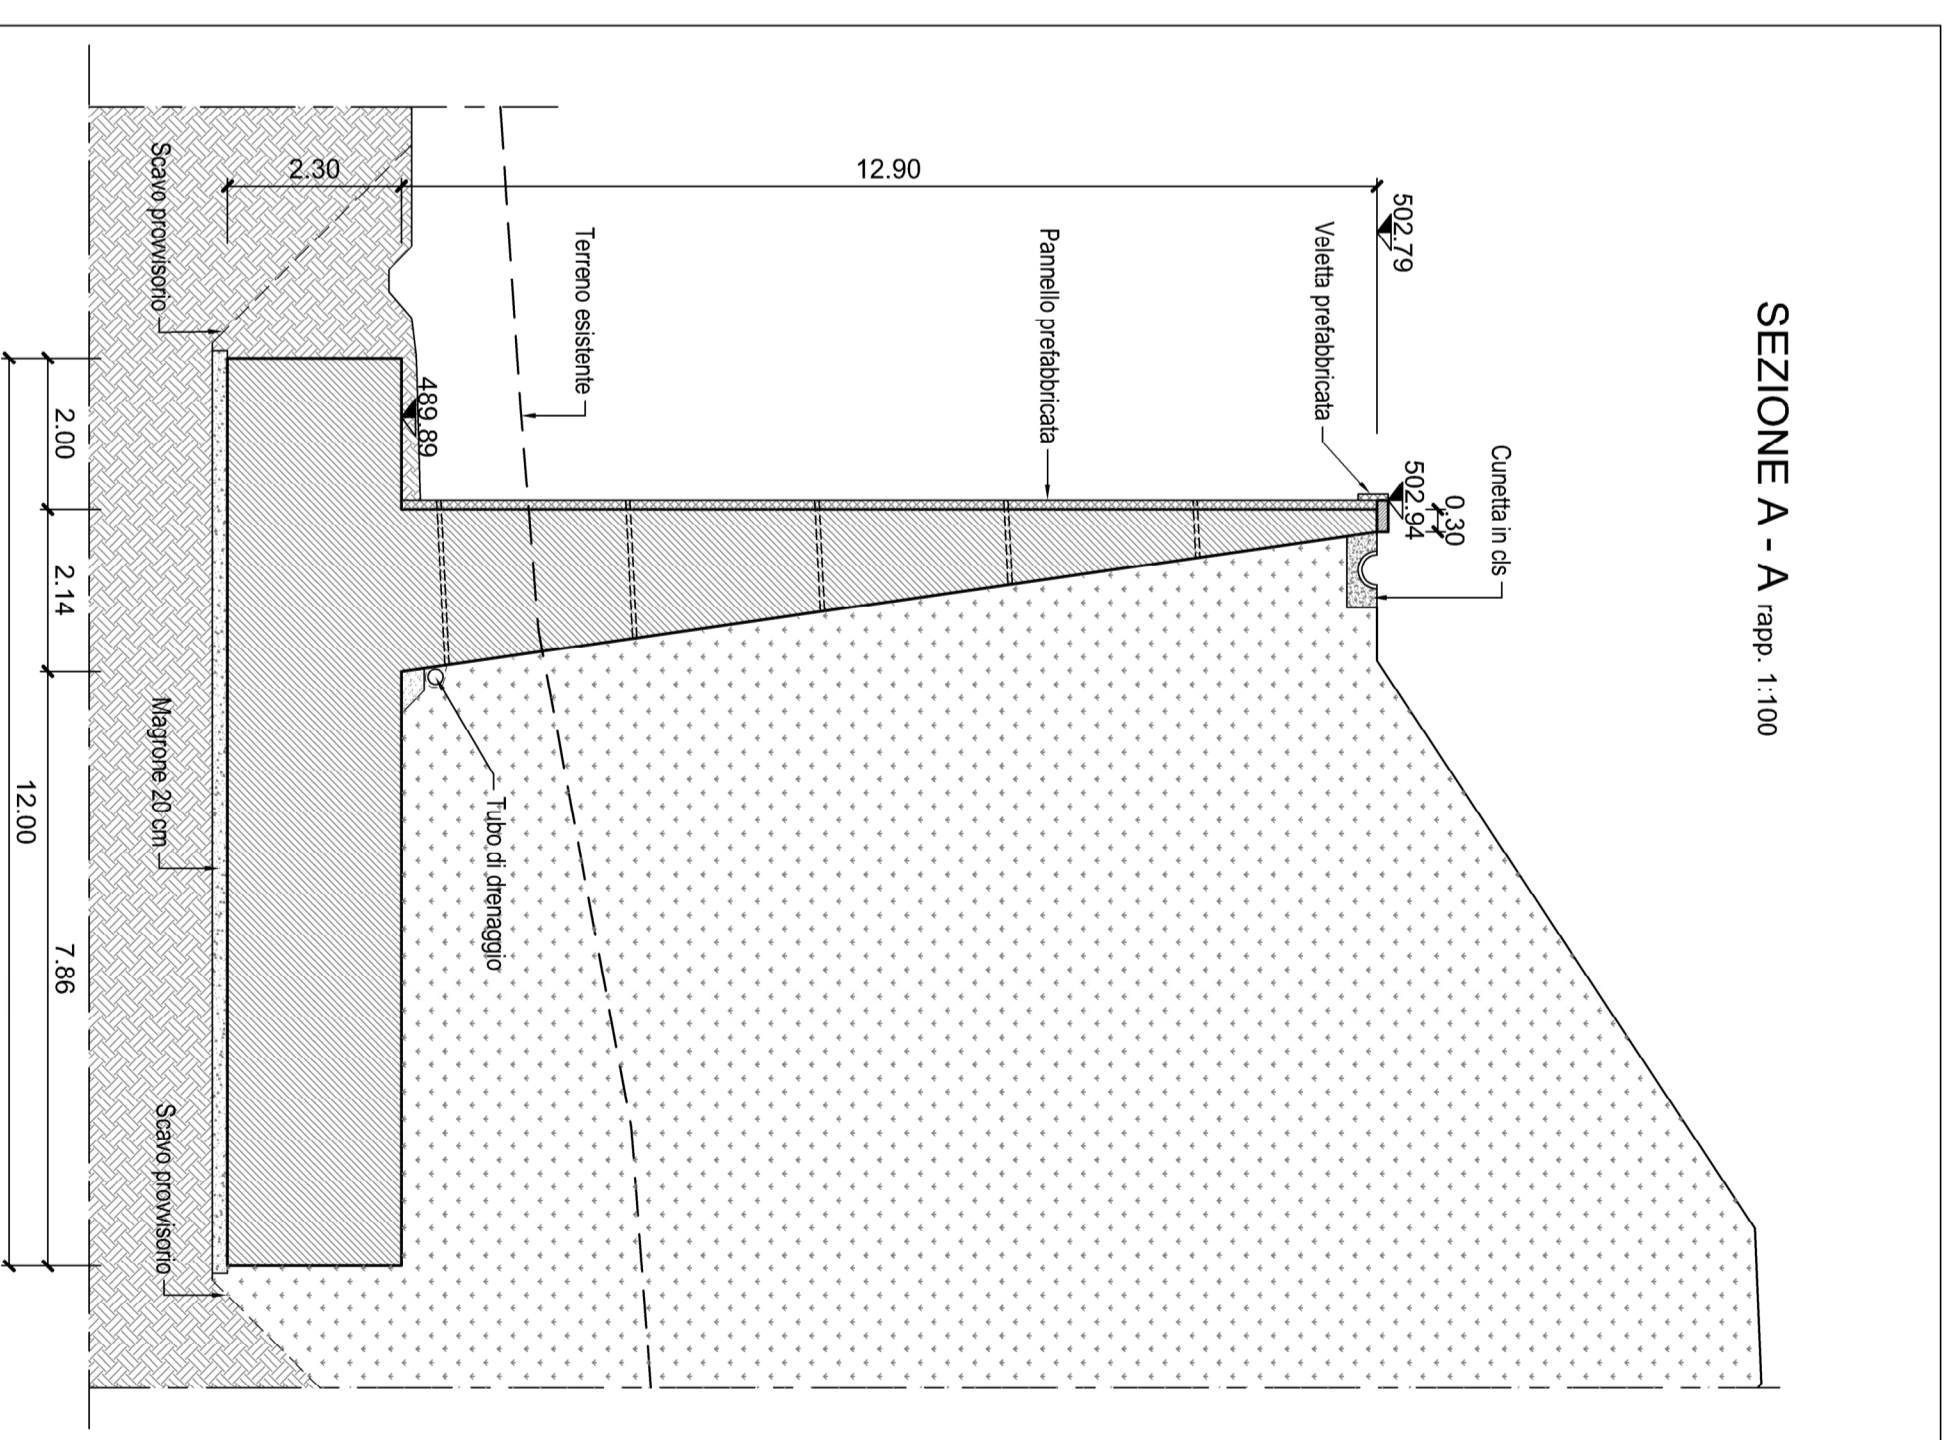 SEZIONE A - A rapp. 1:100
Cunetta in cls
0.30
502.94
502.79
Veletta prefabbricata
Pannello prefabbricata
12.90
Terreno esistente
489.89
2.30
Tubo di drenaggio
Scavo provvisorio
Magrone 20 cm
Scavo provvisorio
2.00
2.14
7.86
12.00